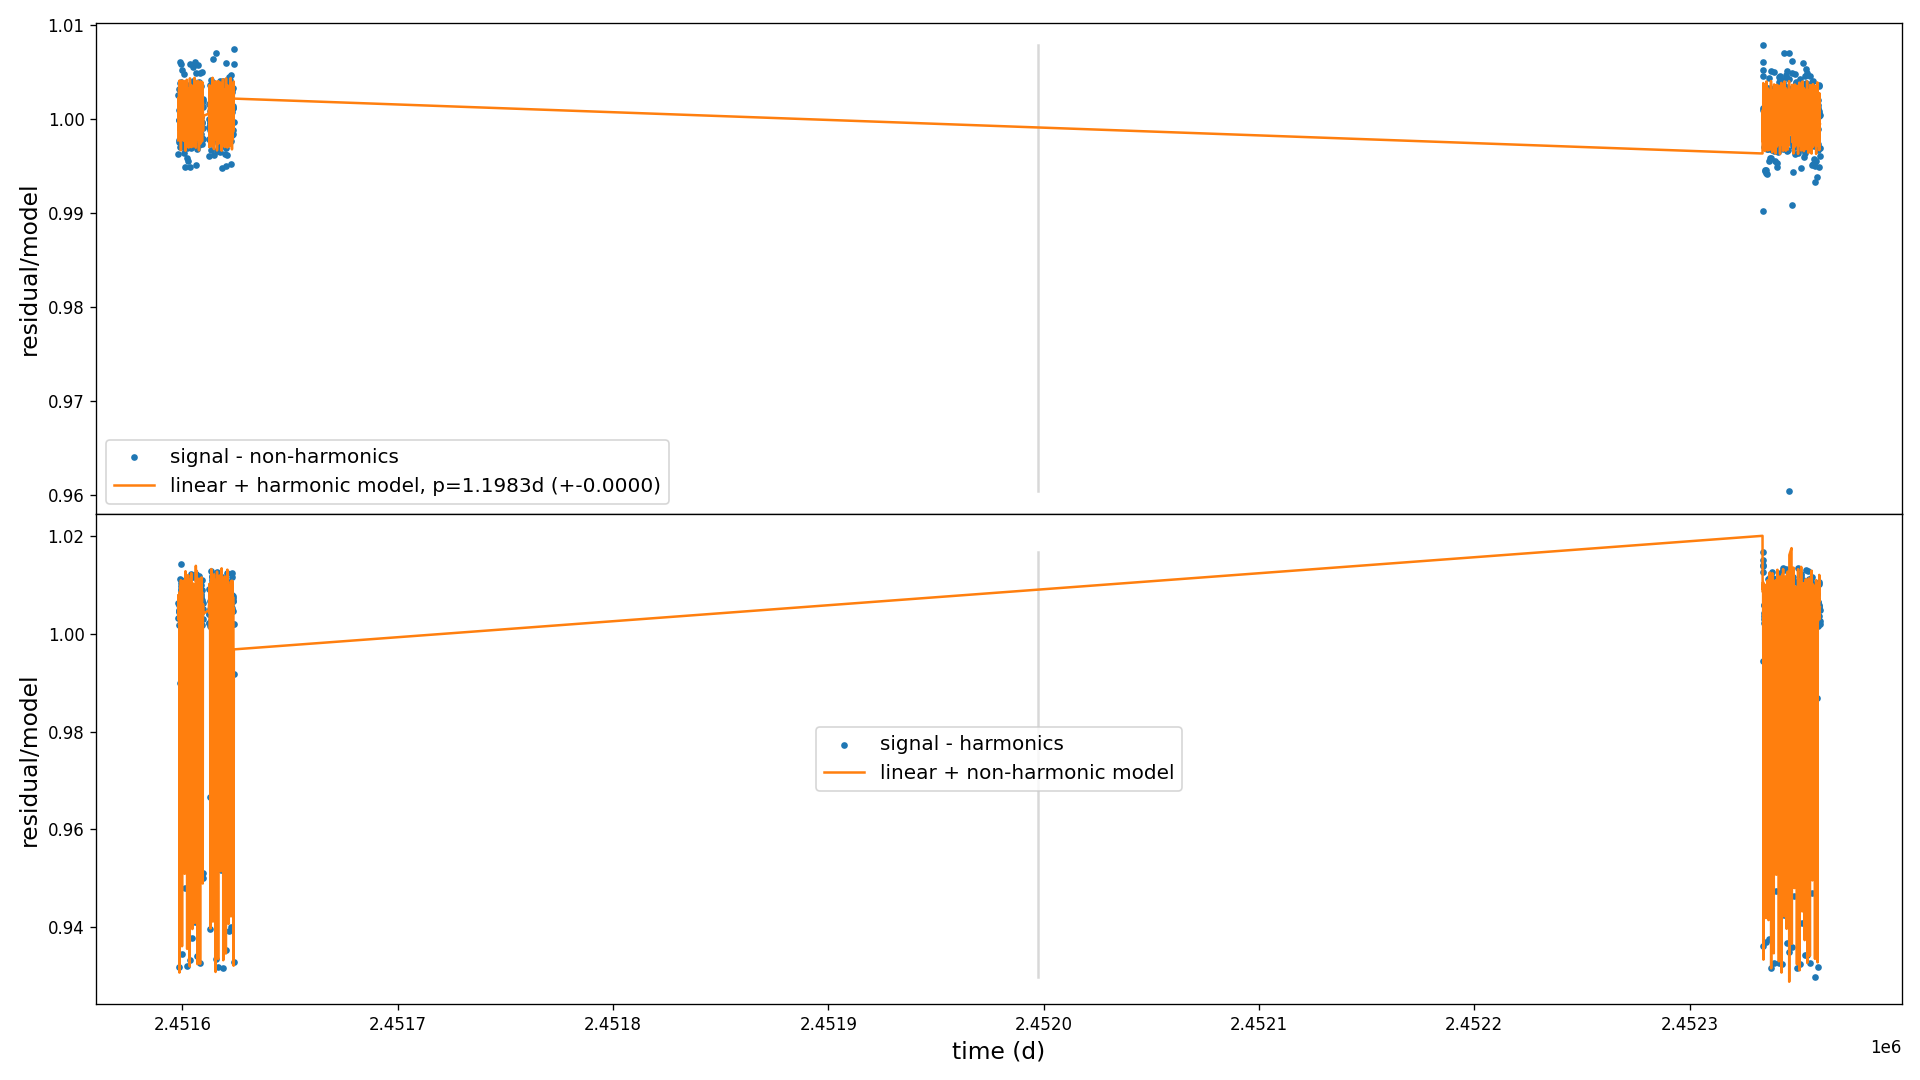 1.01
1.00
0.99
0.98
0.97
0.96
residual/model
signal - non-harmonics
linear + harmonic model, p=1.1983d (+-0.0000)
1.02
1.00
0.98
0.96
0.94
residual/model
signal - harmonics
linear + non-harmonic model
2.4516 2.4517 2.4518 2.4519 2.4520 2.4521 2.4522 2.4523
time (d)
1e6